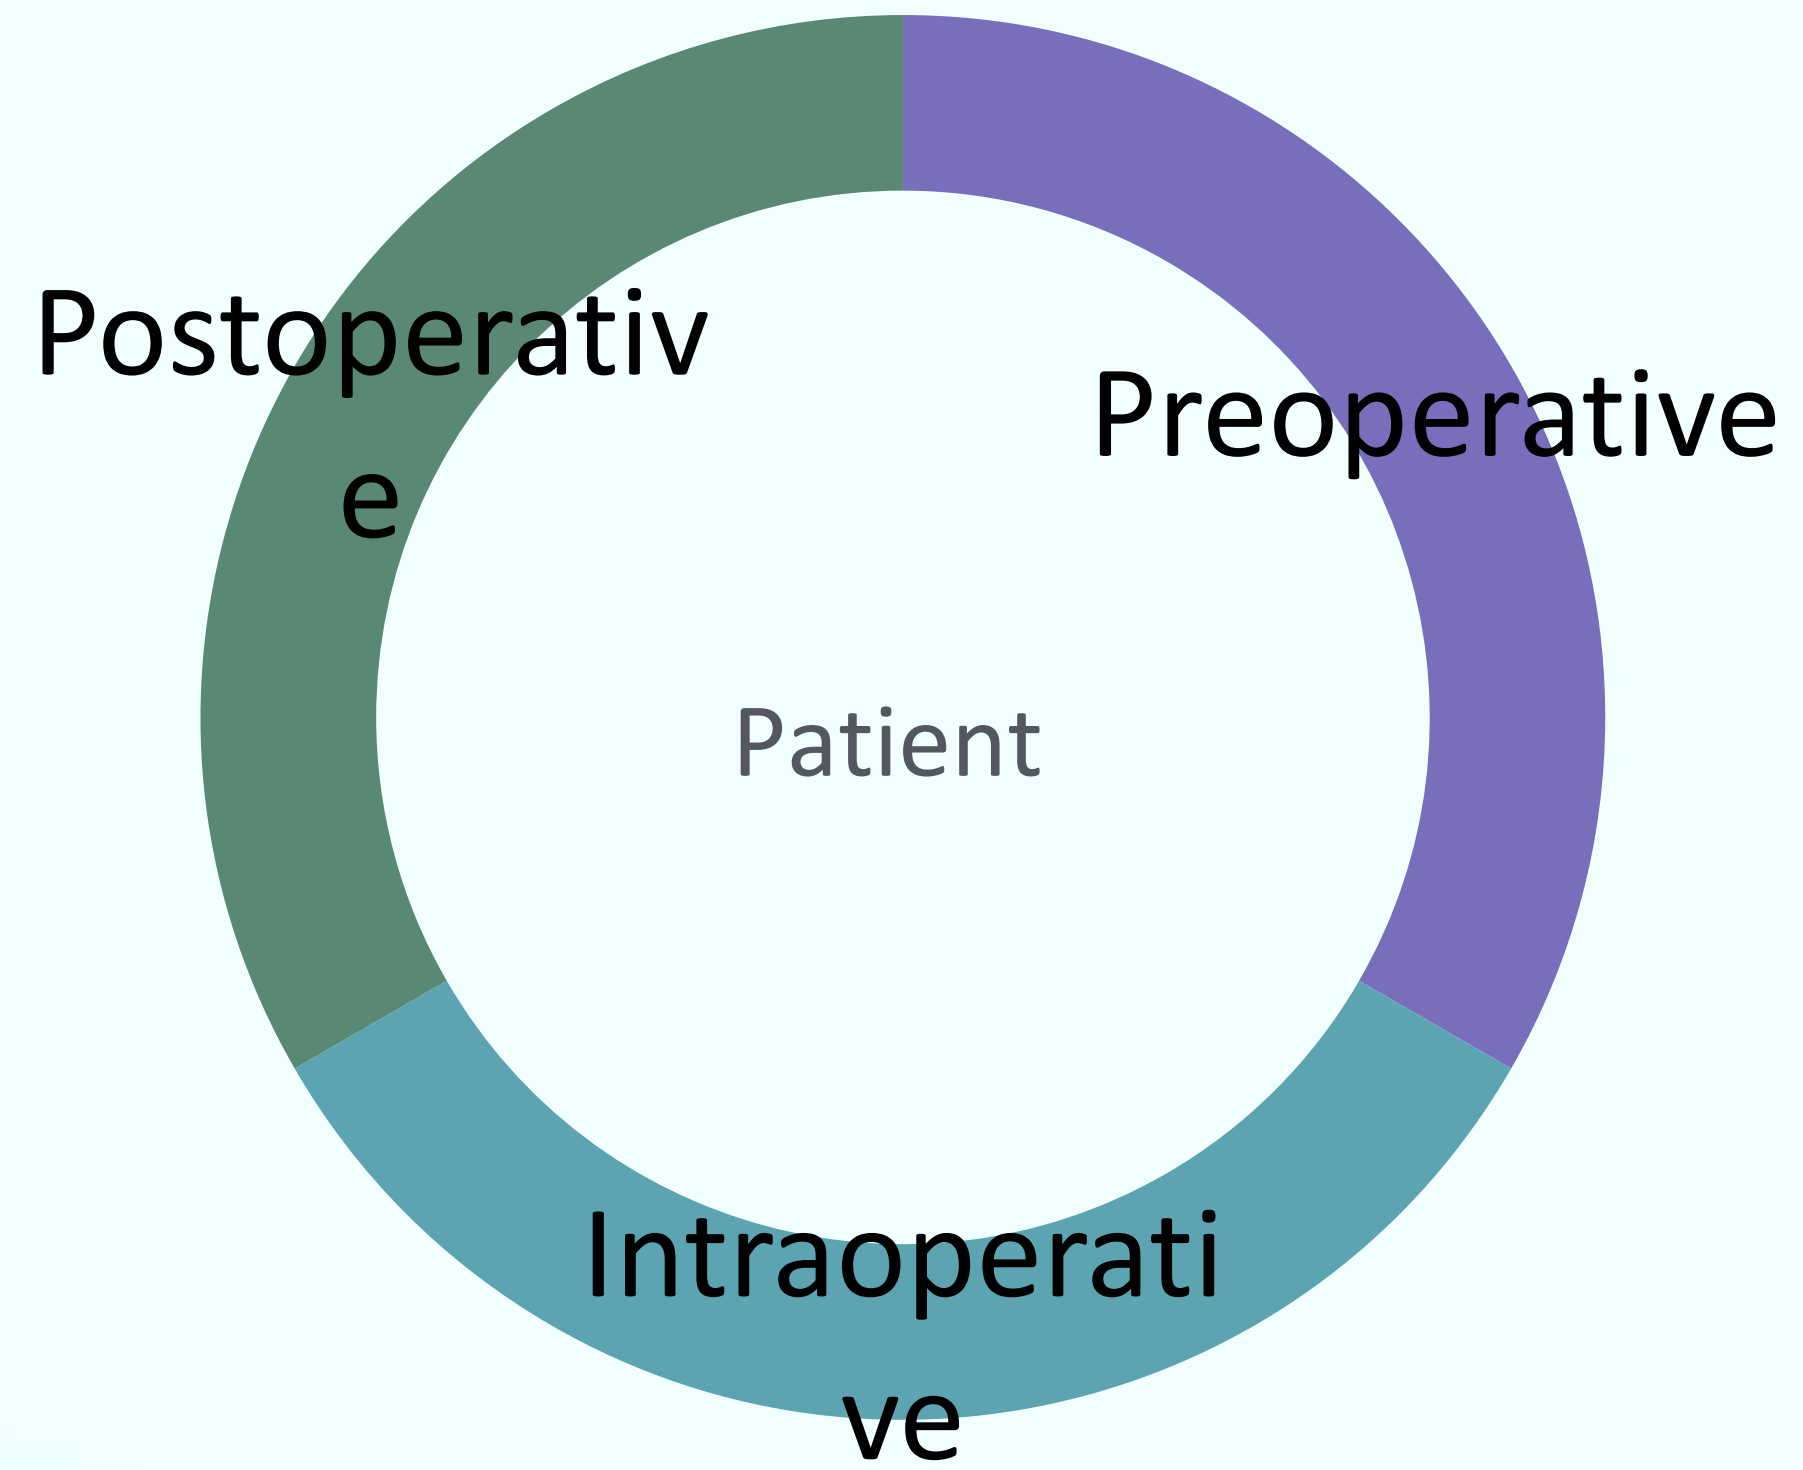 Postoperativ
e
Preoperative
Patient
Intraoperati
ve